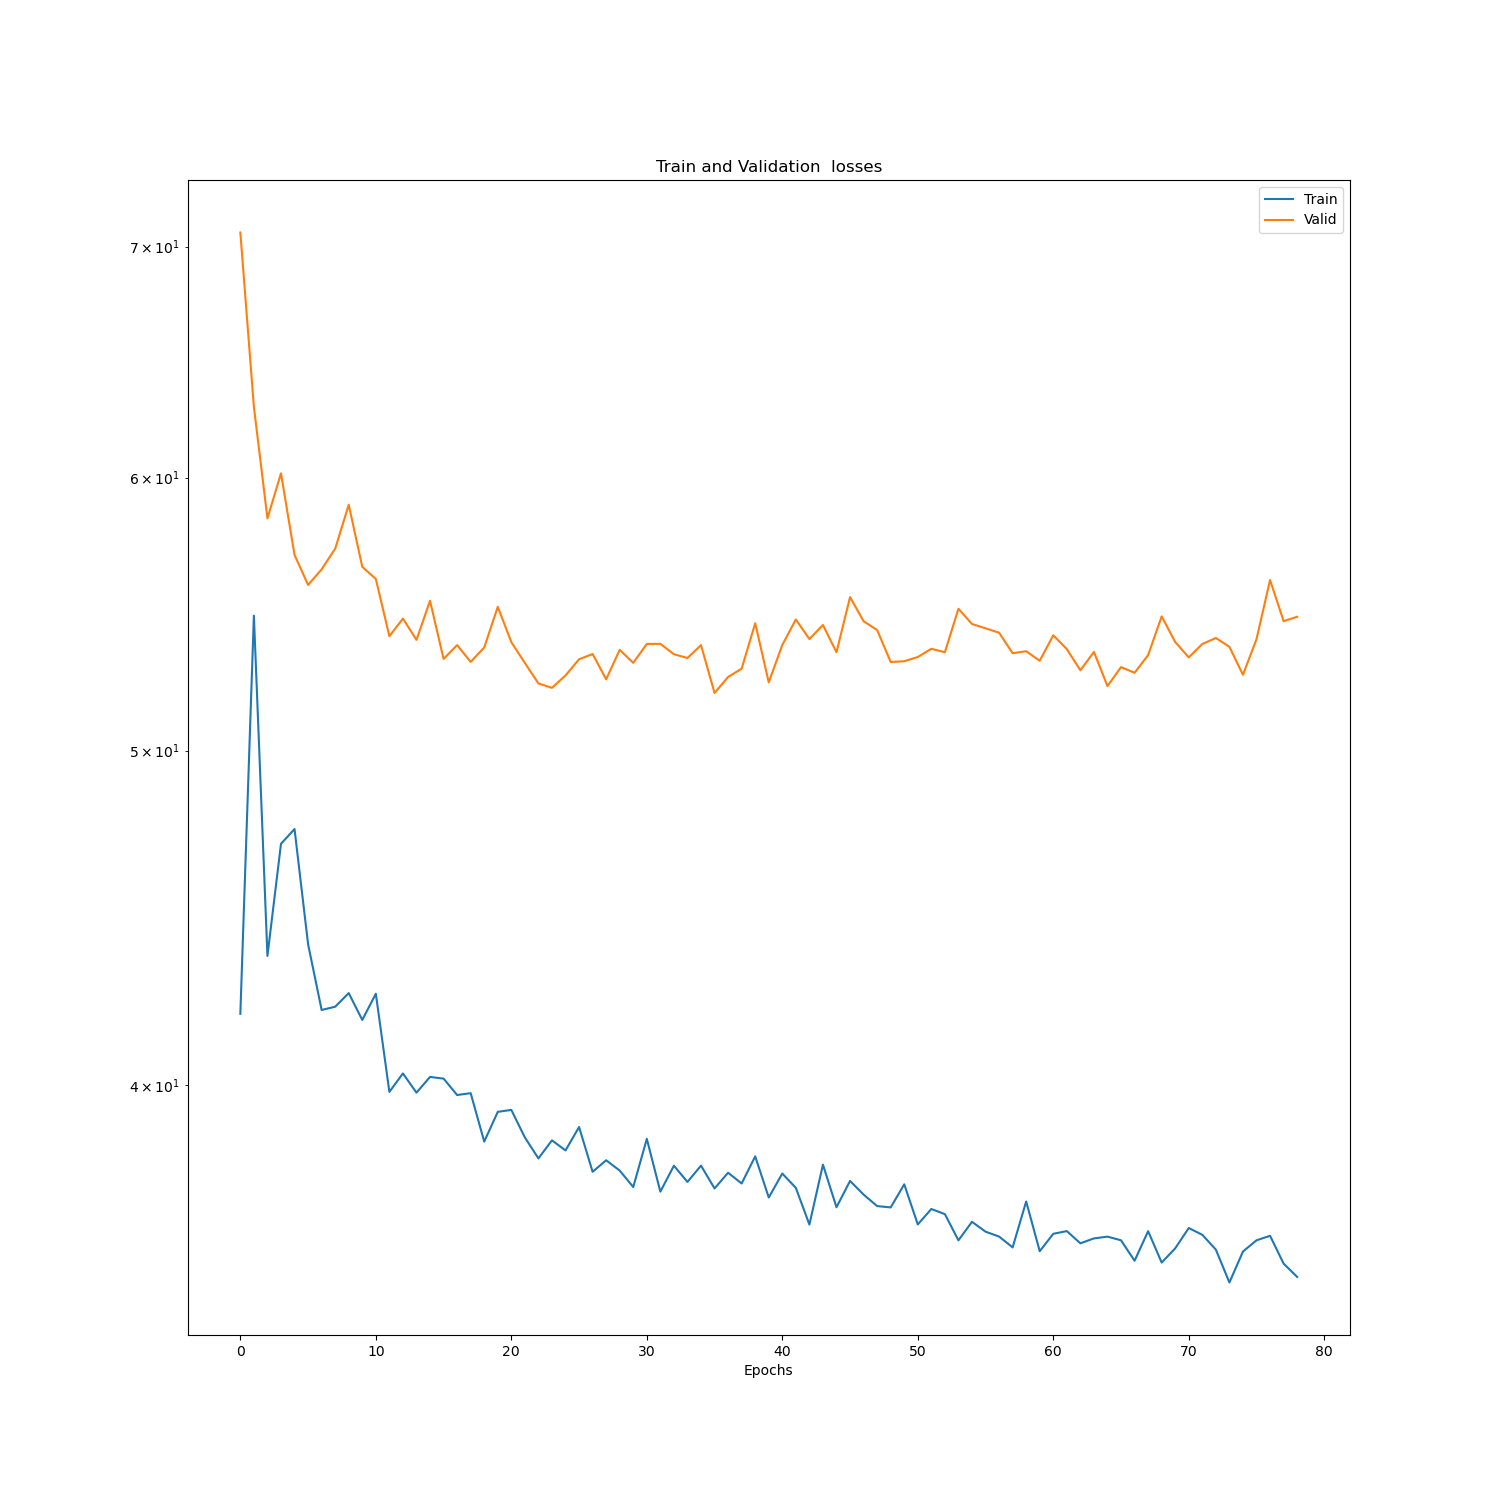 Train and Validation  losses
Train
Valid
7 × 10¹
6 × 10¹
5 × 10¹
4 × 10¹
0 10 20 30 40 50 60 70 80
Epochs